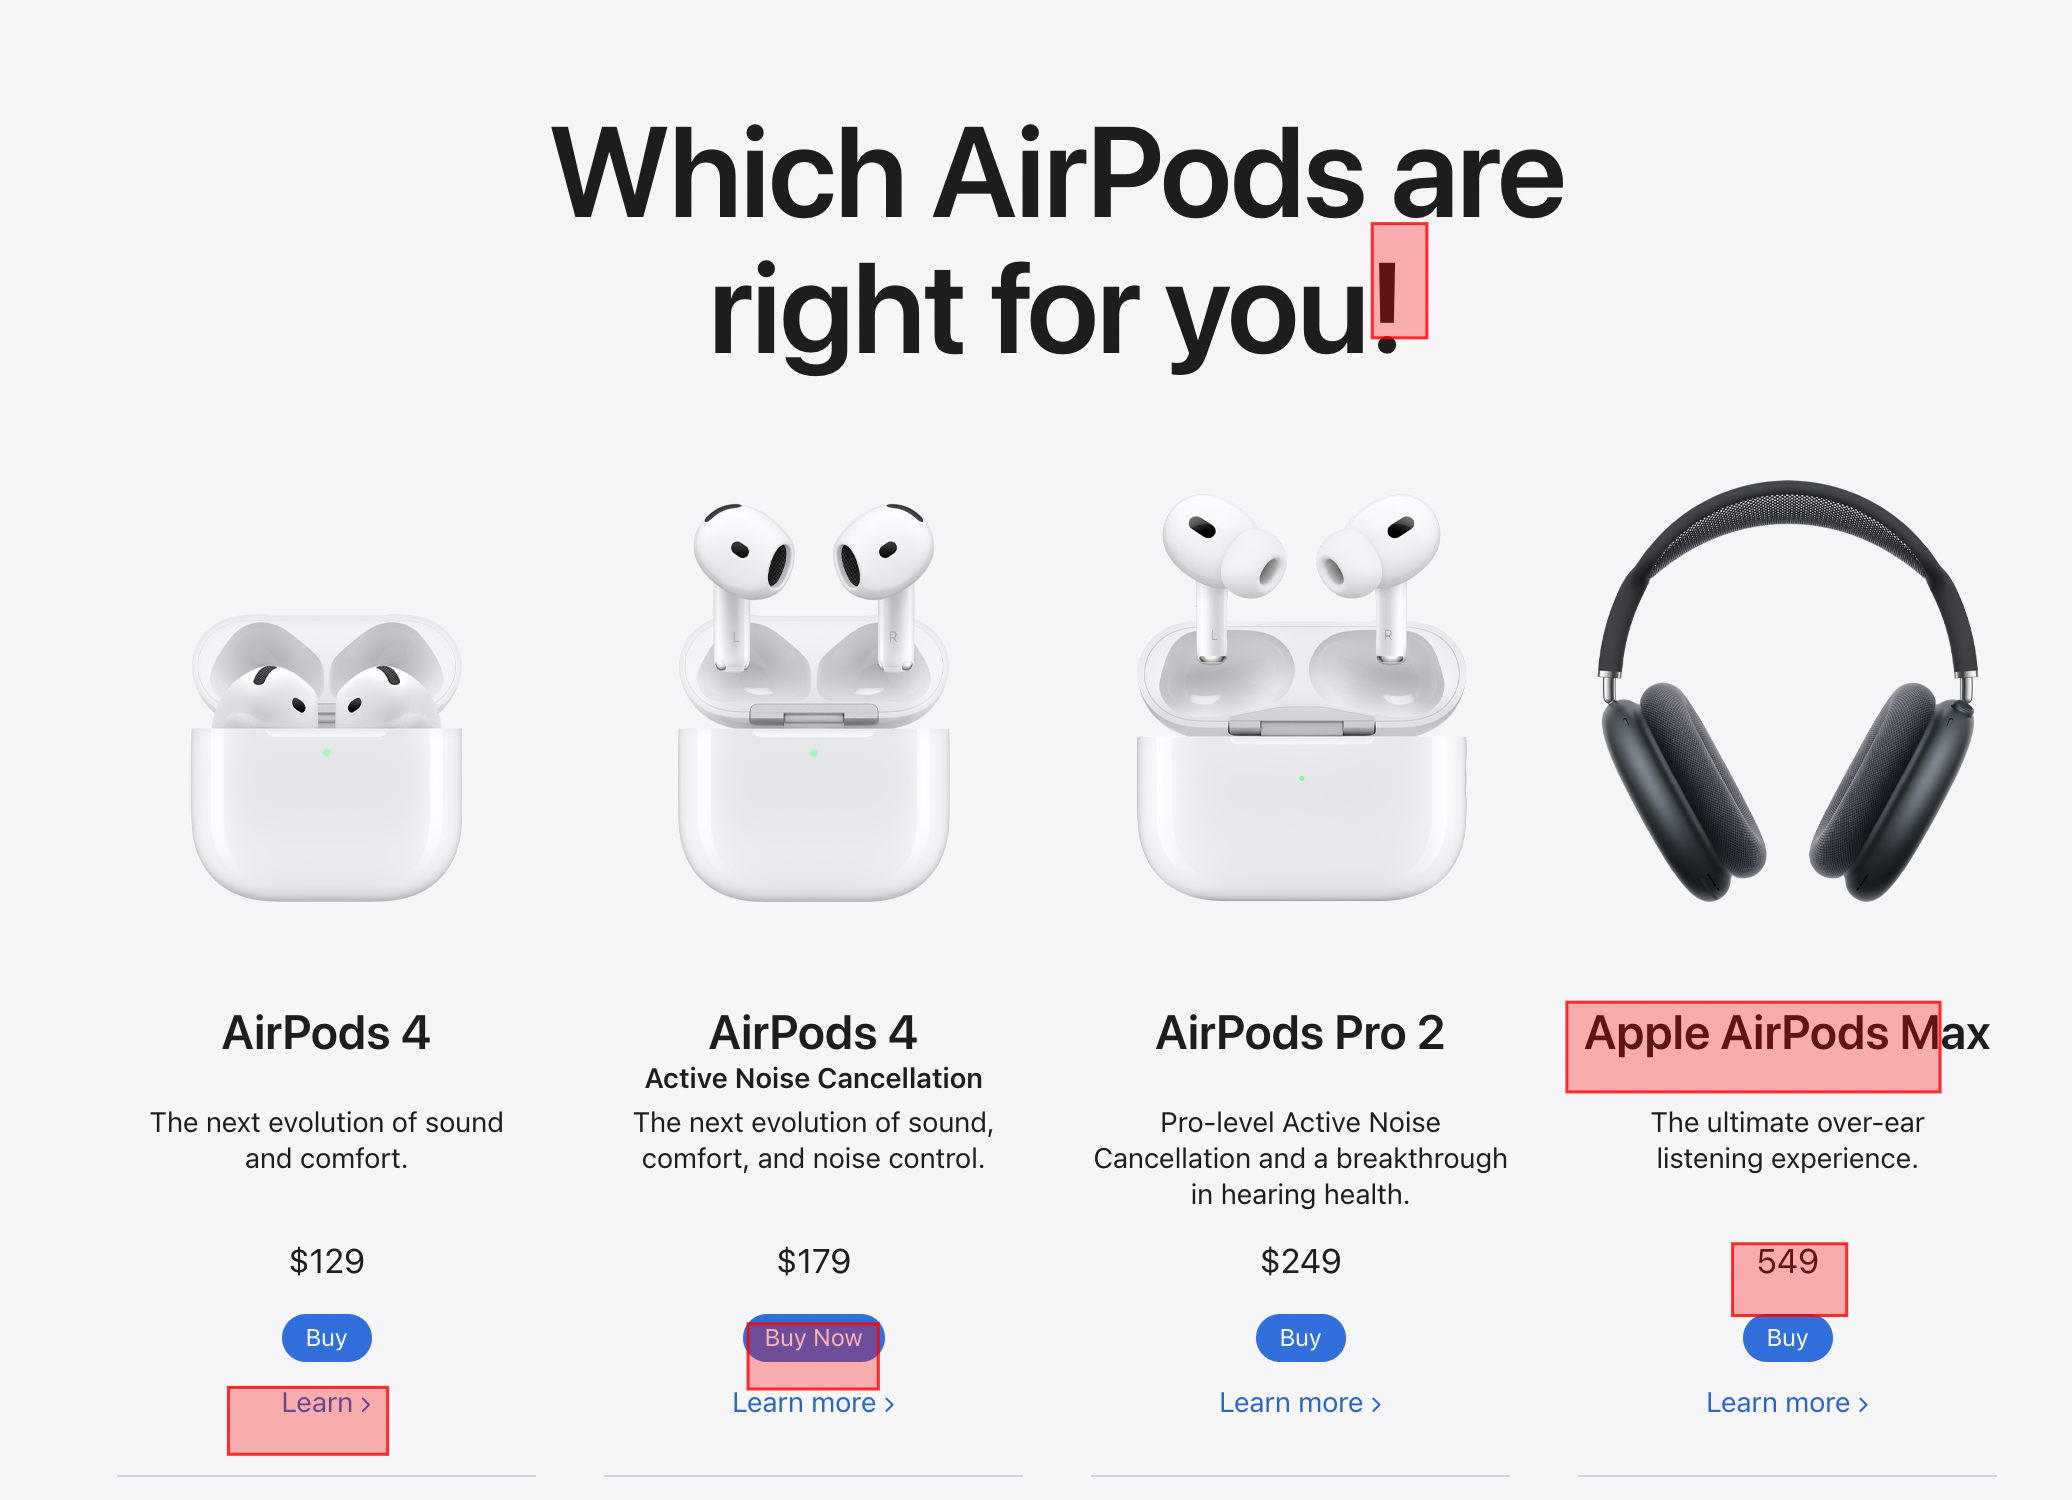 Which AirPods are
right for you!
L
R
L
R
AirPods 4
The next evolution of sound
and comfort.
$129
Buy
Learn ›
AirPods 4
Active Noise Cancellation
The next evolution of sound,
comfort, and noise control.
$179
Buy Now
Learn more ›
AirPods Pro 2
Pro-level Active Noise
Cancellation and a breakthrough
in hearing health.
$249
Buy
Learn more ›
Apple AirPods Max
The ultimate over-ear
listening experience.
549
Buy
Learn more ›